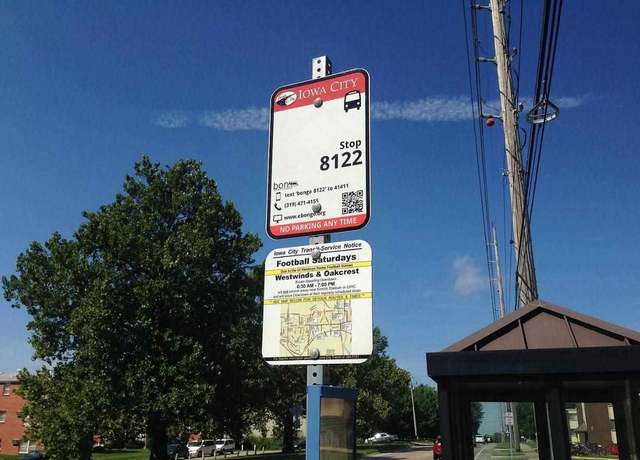 IOWA CITY
Stop
8122
text 'bongo 8122' to 41411
(319) 471-4151
www.ebongo.org
NO PARKING ANY TIME
Iowa City Transit Service Notice
Football Saturdays
Westwinds & Oakcrest
6:30 AM - 7:00 PM